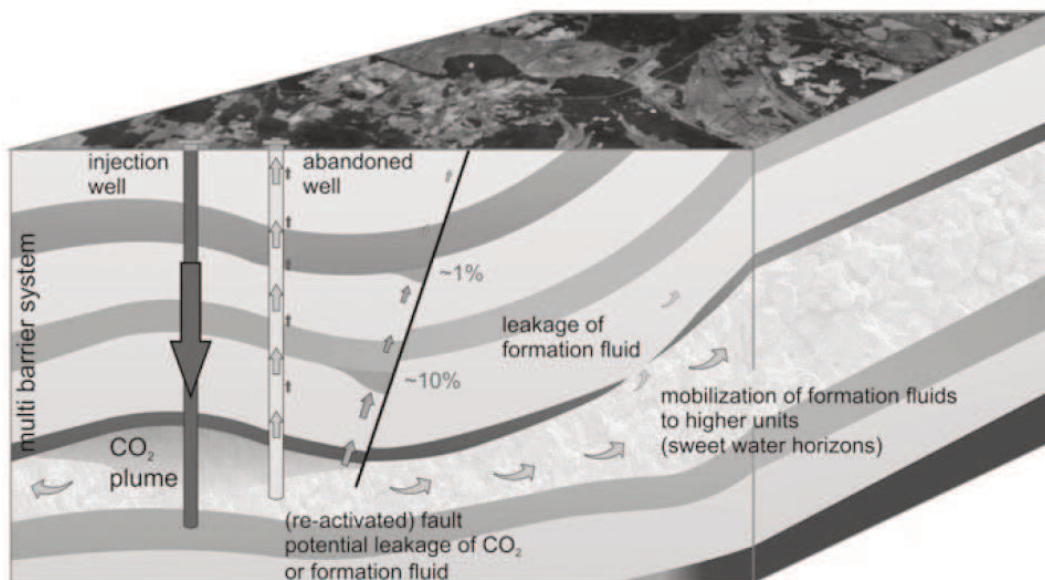 injection
well
abandoned
well
multi barrier system
~1%
~10%
leakage of
formation fluid
mobilization of formation fluids
to higher units
(sweet water horizons)
CO₂
plume
(re-activated) fault
potential leakage of CO₂
or formation fluid